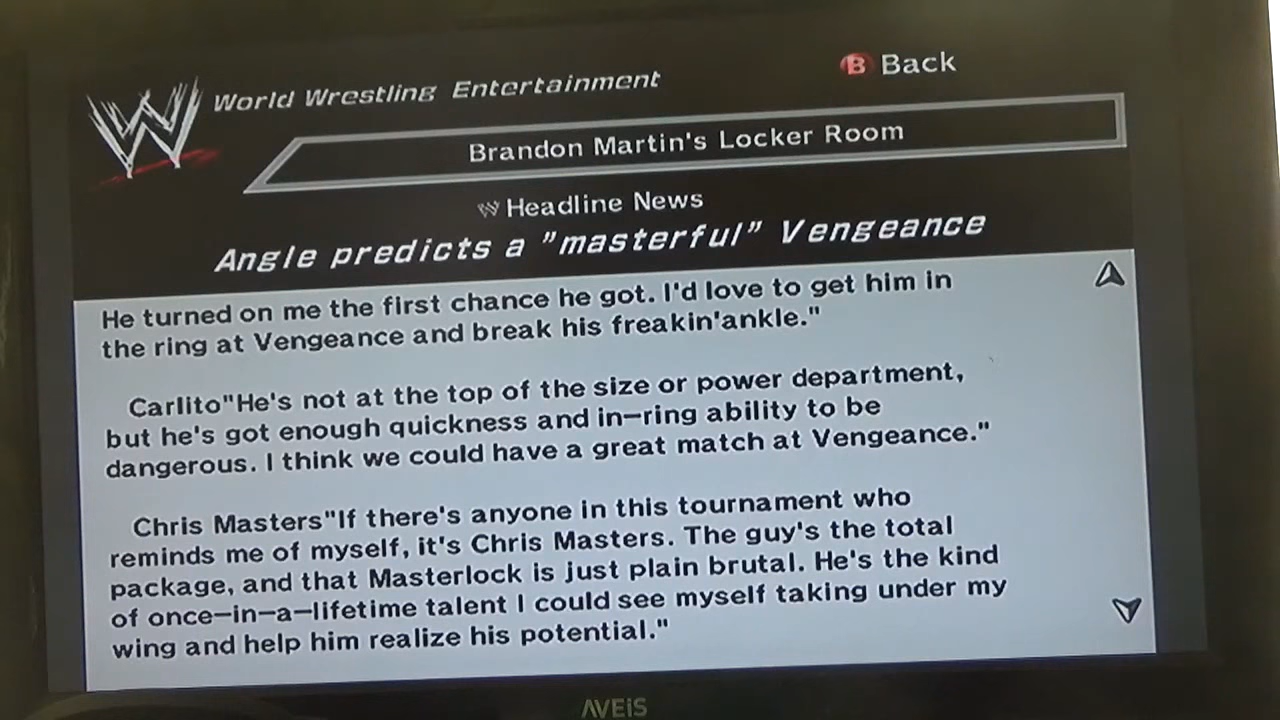 World Wrestling Entertainment
B Back
Brandon Martin's Locker Room
Headline News
Angle predicts a "masterful" Vengeance
He turned on me the first chance he got. I'd love to get him in
the ring at Vengeance and break his freakin'ankle."
Carlito"He's not at the top of the size or power department,
but he's got enough quickness and in-ring ability to be
dangerous. I think we could have a great match at Vengeance."
Chris Masters"If there's anyone in this tournament who
reminds me of myself, it's Chris Masters. The guy's the total
package, and that Masterlock is just plain brutal. He's the kind
of once-in-a-lifetime talent I could see myself taking under my
wing and help him realize his potential."
AVEIS